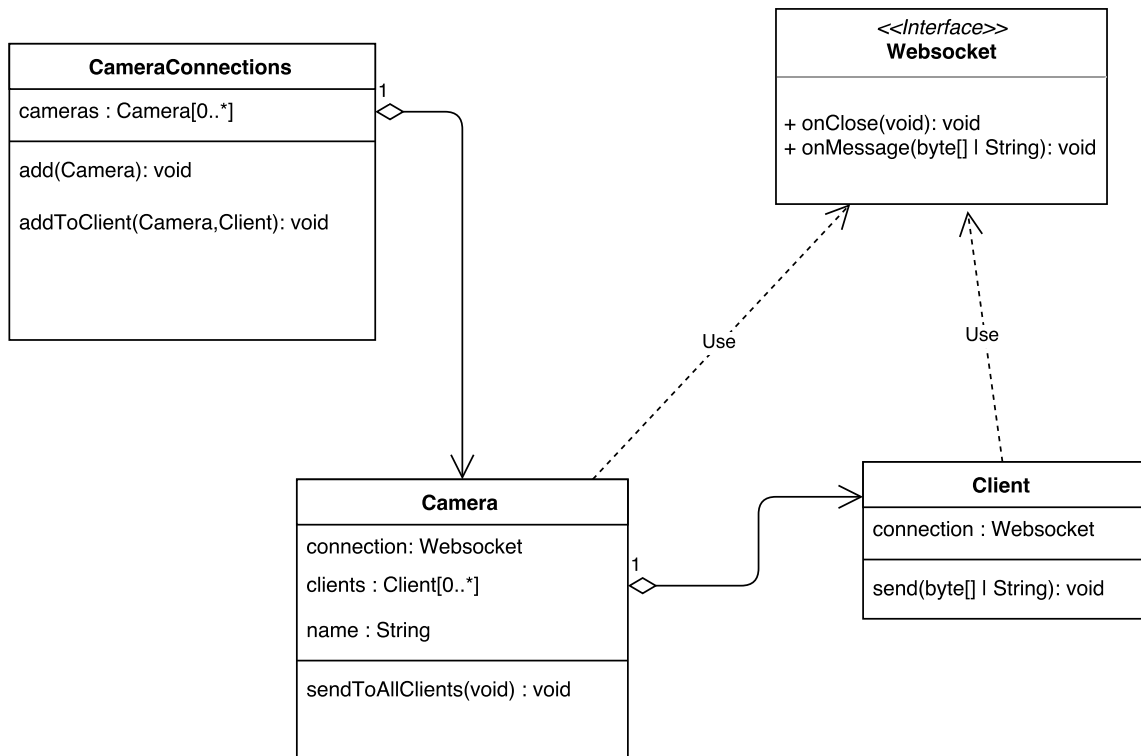 CameraConnections
cameras : Camera[0..*]
add(Camera): void
addToClient(Camera,Client): void
1
<<Interface>>
Websocket
+ onClose(void): void
+ onMessage(byte[] | String): void
Use
Use
Camera
connection: Websocket
clients : Client[0..*]
name : String
sendToAllClients(void) : void
1
Client
connection : Websocket
send(byte[] | String): void